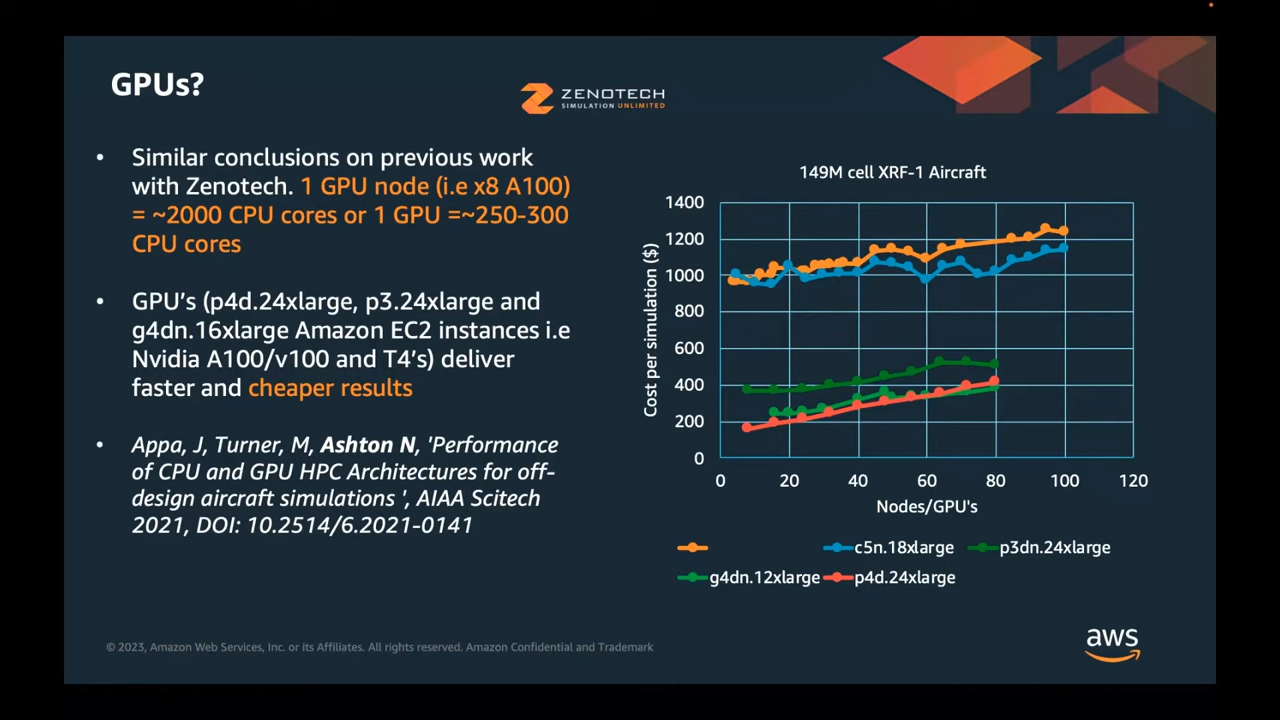 GPUs?
ZENOTECH
SIMULATION UNLIMITED
• Similar conclusions on previous work
with Zenotech. 1 GPU node (i.e x8 A100)
= ~2000 CPU cores or 1 GPU =~250-300
CPU cores
• GPU's (p4d.24xlarge, p3.24xlarge and
g4dn.16xlarge Amazon EC2 instances i.e
Nvidia A100/v100 and T4's) deliver
faster and cheaper results
• Appa, J, Turner, M, Ashton N, 'Performance
of CPU and GPU HPC Architectures for off-
design aircraft simulations ', AIAA Scitech
2021, DOI: 10.2514/6.2021-0141
149M cell XRF-1 Aircraft
Cost per simulation ($)
1400
1200
1000
800
600
400
200
0
0 20 40 60 80 100 120
Nodes/GPU's
c5n.18xlarge p3dn.24xlarge
g4dn.12xlarge p4d.24xlarge
© 2023, Amazon Web Services, Inc. or its Affiliates. All rights reserved. Amazon Confidential and Trademark
aws